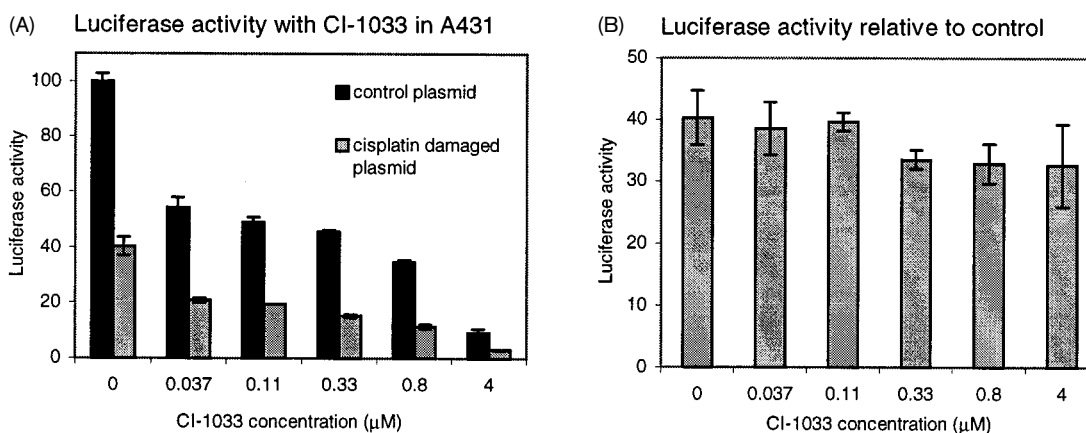 (A) Luciferase activity with CI-1033 in A431
100
80
60
40
20
0
Luciferase activity
control plasmid
cisplatin damaged
plasmid
0 0.037 0.11 0.33 0.8 4
CI-1033 concentration (μM)
(B) Luciferase activity relative to control
50
40
30
20
10
0
Luciferase activity
0 0.037 0.11 0.33 0.8 4
CI-1033 concentration (μM)